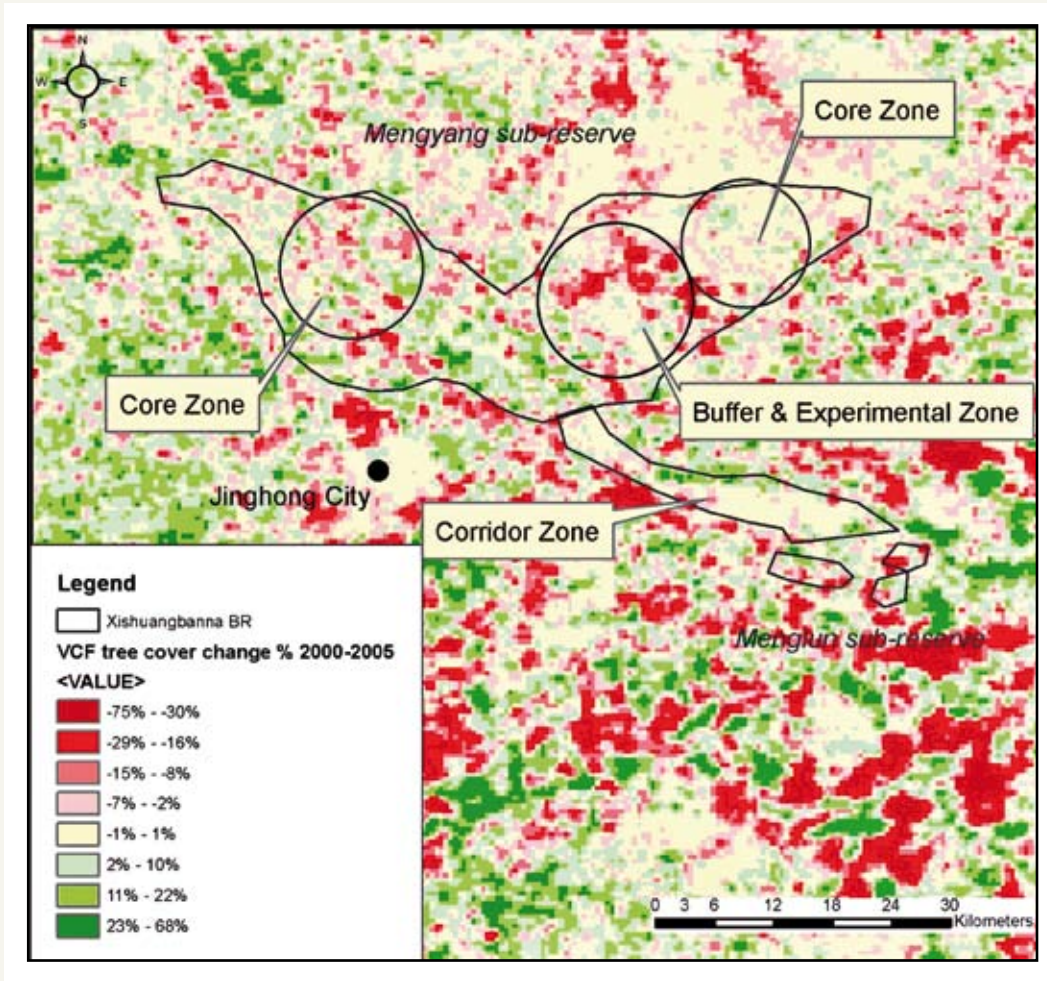 N
W E
S
Mengyang sub-reserve
Core Zone
Core Zone
Buffer & Experimental Zone
Jinghong City
Corridor Zone
Menglun sub-reserve
Legend
Xishuangbanna BR
VCF tree cover change % 2000-2005
<VALUE>
-75% - -30%
-29% - -16%
-15% - -8%
-7% - -2%
-1% - 1%
2% - 10%
11% - 22%
23% - 68%
0 3 6 12 18 24 30
Kilometers